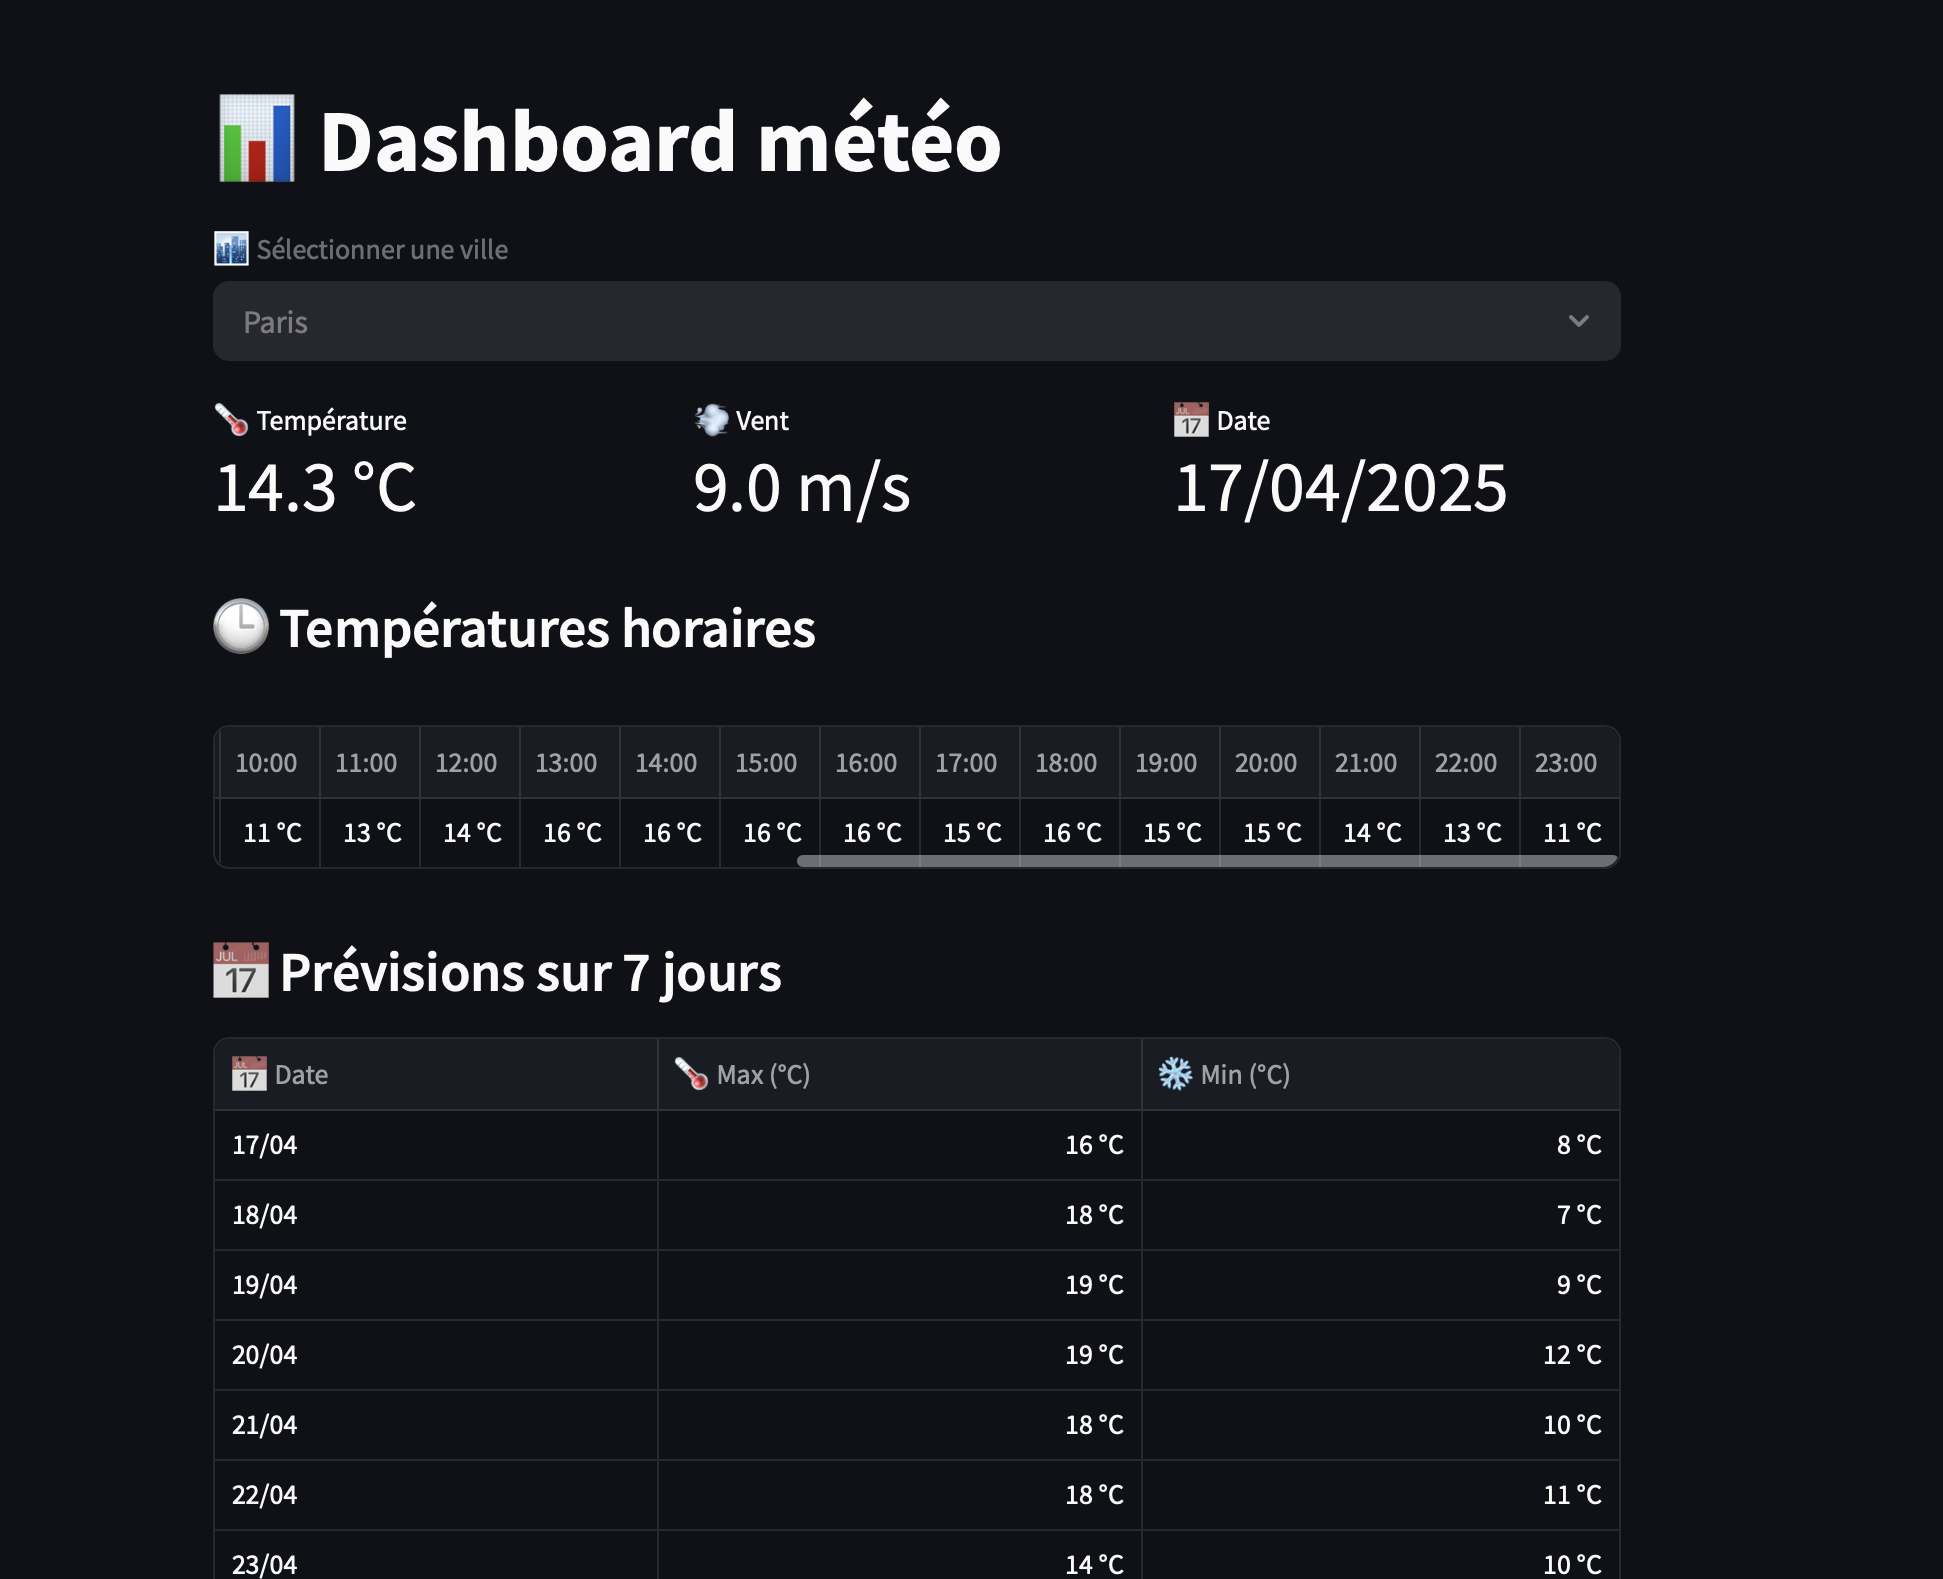 Dashboard météo
Sélectionner une ville
Paris
Température Vent Date
14.3 °C 9.0 m/s 17/04/2025
Températures horaires
10:00 11:00 12:00 13:00 14:00 15:00 16:00 17:00 18:00 19:00 20:00 21:00 22:00 23:00
11 °C 13 °C 14 °C 16 °C 16 °C 16 °C 16 °C 15 °C 16 °C 15 °C 15 °C 14 °C 13 °C 11 °C
Prévisions sur 7 jours
Date Max (°C) Min (°C)
17/04 16 °C 8 °C
18/04 18 °C 7 °C
19/04 19 °C 9 °C
20/04 19 °C 12 °C
21/04 18 °C 10 °C
22/04 18 °C 11 °C
23/04 14 °C 10 °C